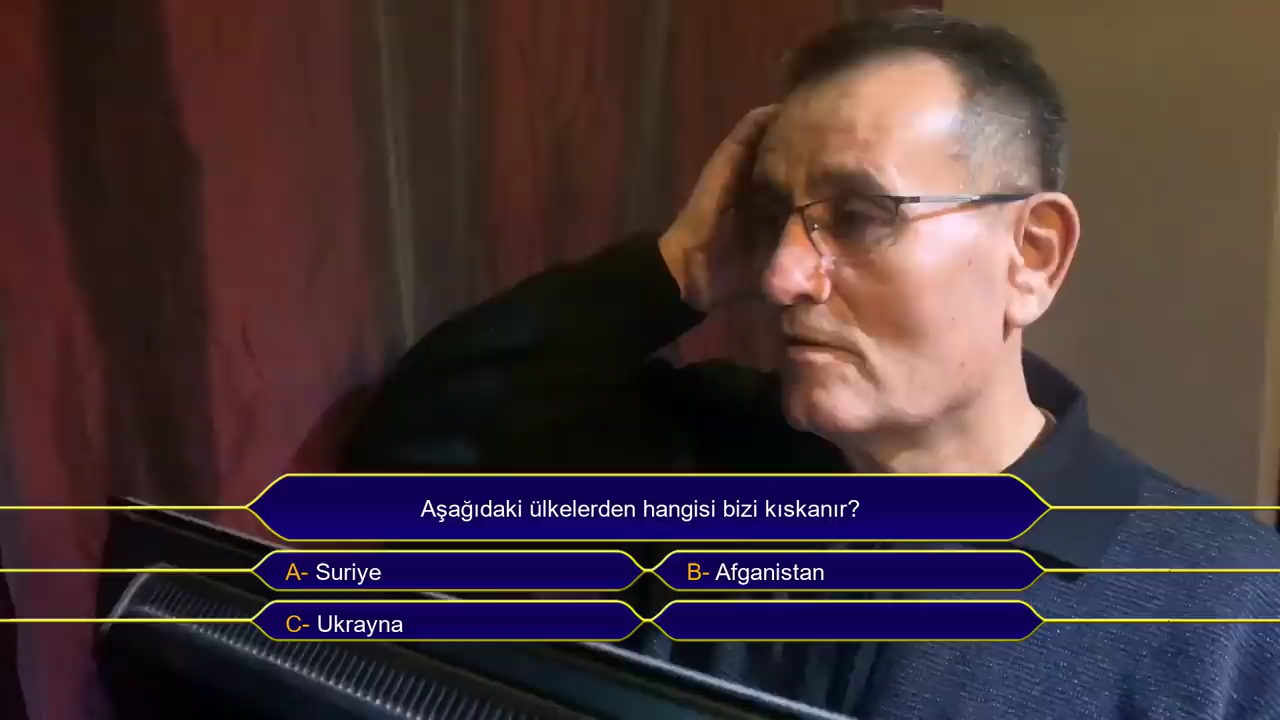 Aşağıdaki ülkelerden hangisi bizi kıskanır?
A- Suriye
B- Afganistan
C- Ukrayna